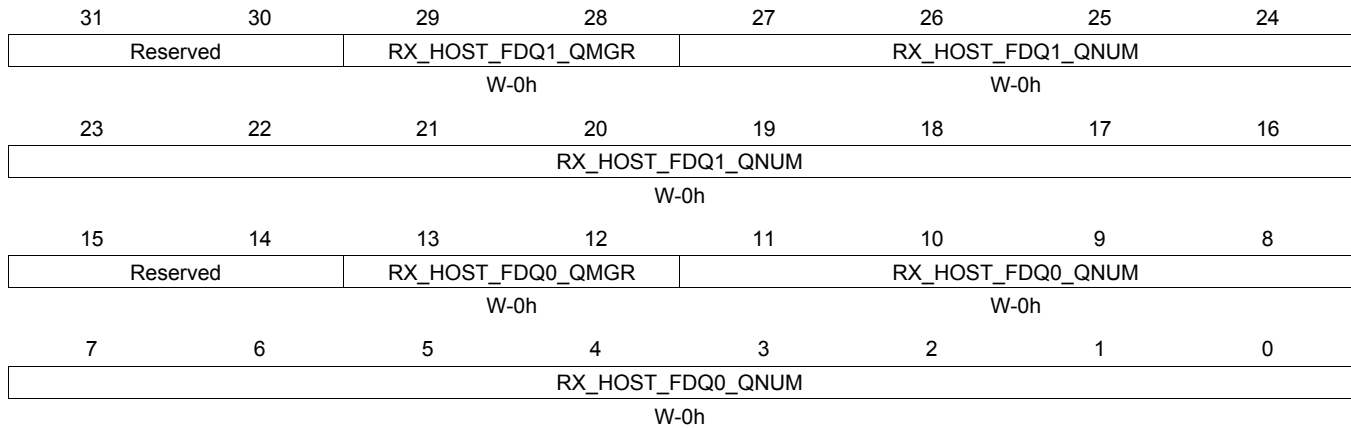 31 30 29 28 27 26 25 24
Reserved RX_HOST_FDQ1_QMGR RX_HOST_FDQ1_QNUM
W-0h W-0h
23 22 21 20 19 18 17 16
RX_HOST_FDQ1_QNUM
W-0h
15 14 13 12 11 10 9 8
Reserved RX_HOST_FDQ0_QMGR RX_HOST_FDQ0_QNUM
W-0h W-0h
7 6 5 4 3 2 1 0
RX_HOST_FDQ0_QNUM
W-0h